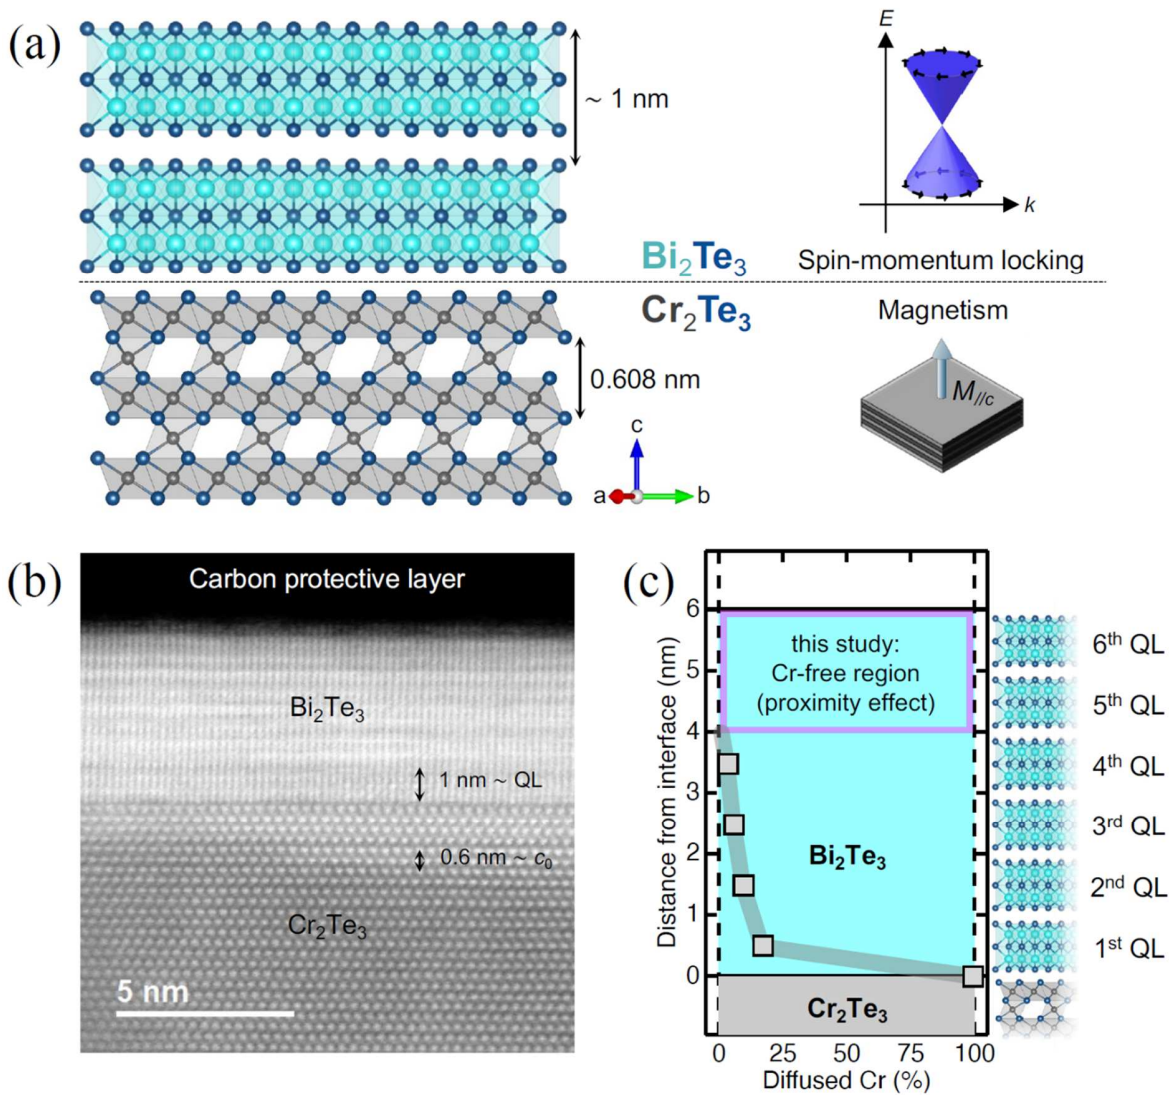 (a)
~ 1 nm
E
k
Bi₂Te₃
Spin-momentum locking
Cr₂Te₃
Magnetism
0.608 nm
M//c
c
a
b
(b)
Carbon protective layer
Bi₂Te₃
1 nm ~ QL
0.6 nm ~ c₀
Cr₂Te₃
5 nm
(c)
Distance from interface (nm)
6
5
4
3
2
1
0
this study:
Cr-free region
(proximity effect)
Bi₂Te₃
Cr₂Te₃
0 25 50 75 100
Diffused Cr (%)
6th QL
5th QL
4th QL
3rd QL
2nd QL
1st QL